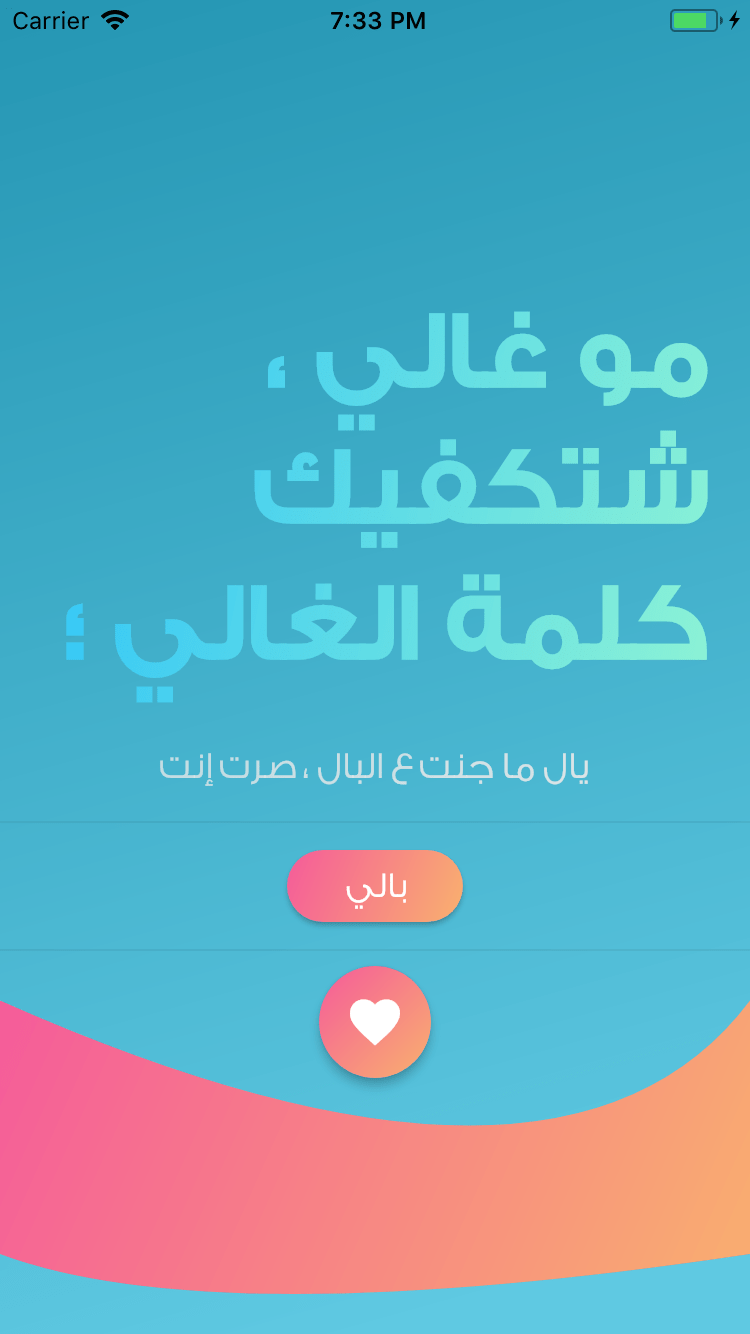 Carrier 7:33 PM
مو غالي ،
شتكفيك
كلمة الغالي ؛
يال ما جنت ع البال ، صرت إنت
بالي